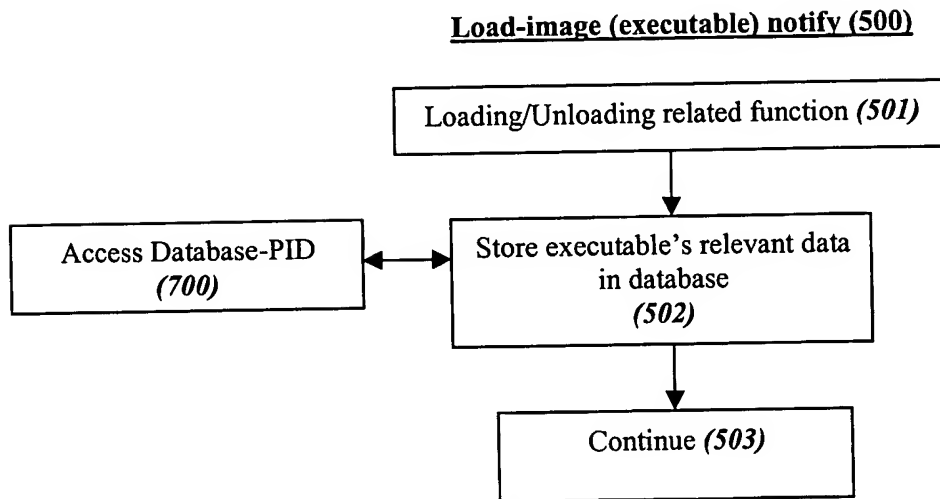 Load-image (executable) notify (500)
Loading/Unloading related function (501)
Access Database-PID
(700)
Store executable's relevant data
in database
(502)
Continue (503)